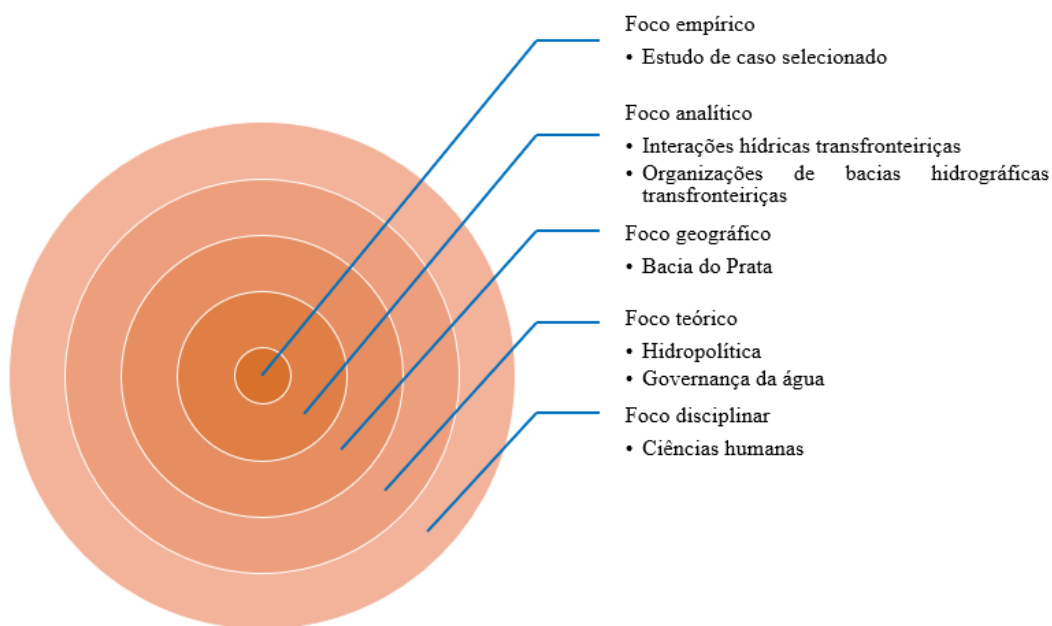 Foco empírico
• Estudo de caso selecionado
Foco analítico
• Interações hídricas transfronteiriças
• Organizações de bacias hidrográficas
transfronteiriças
Foco geográfico
• Bacia do Prata
Foco teórico
• Hidropolítica
• Governança da água
Foco disciplinar
• Ciências humanas